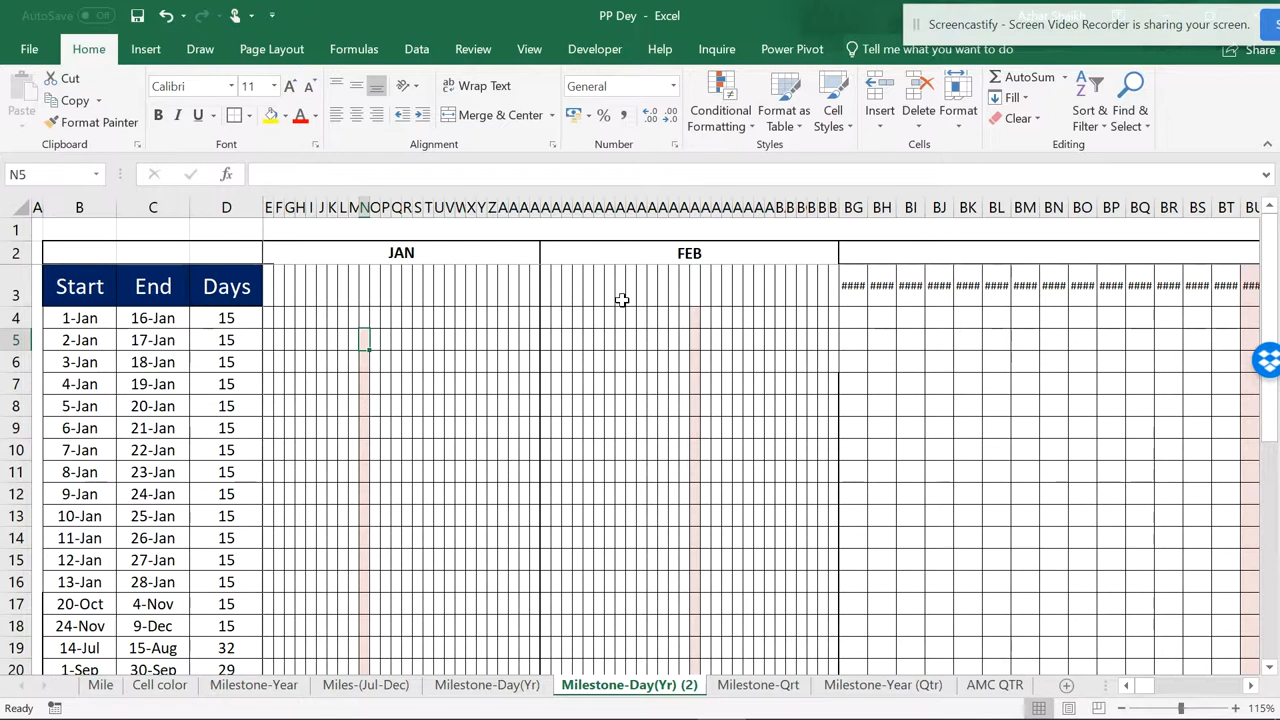 AutoSave Off PP Dey - Excel
Screencastify - Screen Video Recorder is sharing your screen.
File Home Insert Draw Page Layout Formulas Data Review View Developer Help Inquire Power Pivot Tell me what you want to do Share
Paste Cut Copy Format Painter Clipboard
Calibri 11 A A B I U A Font
Wrap Text Merge & Center Alignment
General % , Number
Conditional Formatting Format as Table Cell Styles Styles
Insert Delete Format Cells
AutoSum Fill Clear Sort & Filter Find & Select Editing
N5 fx
A B C D E F G H I J K L M N O P Q R S T U V W X Y Z BG BH BI BJ BK BL BM BN BO BP BQ BR BS BT BU
1
2 JAN FEB
3 Start End Days #### #### #### #### #### #### #### #### #### #### #### #### #### #### ###
4 1-Jan 16-Jan 15
5 2-Jan 17-Jan 15
6 3-Jan 18-Jan 15
7 4-Jan 19-Jan 15
8 5-Jan 20-Jan 15
9 6-Jan 21-Jan 15
10 7-Jan 22-Jan 15
11 8-Jan 23-Jan 15
12 9-Jan 24-Jan 15
13 10-Jan 25-Jan 15
14 11-Jan 26-Jan 15
15 12-Jan 27-Jan 15
16 13-Jan 28-Jan 15
17 20-Oct 4-Nov 15
18 24-Nov 9-Dec 15
19 14-Jul 15-Aug 32
20 1-Sep 30-Sep 29
Mile Cell color Milestone-Year Miles-(Jul-Dec) Milestone-Day(Yr) Milestone-Day(Yr) (2) Milestone-Qrt Milestone-Year (Qtr) AMC QTR
Ready 115%